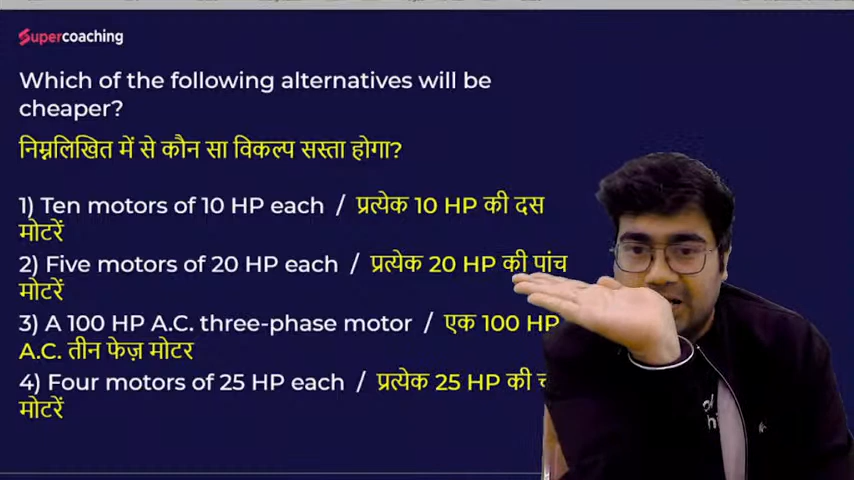 Supercoaching
Which of the following alternatives will be
cheaper?
निम्नलिखित में से कौन सा विकल्प सस्ता होगा?
1) Ten motors of 10 HP each / प्रत्येक 10 HP की दस
मोटरें
2) Five motors of 20 HP each / प्रत्येक 20 HP की पांच
मोटरें
3) A 100 HP A.C. three-phase motor / एक 100 HP
A.C. तीन फेज़ मोटर
4) Four motors of 25 HP each / प्रत्येक 25 HP की
मोटरें